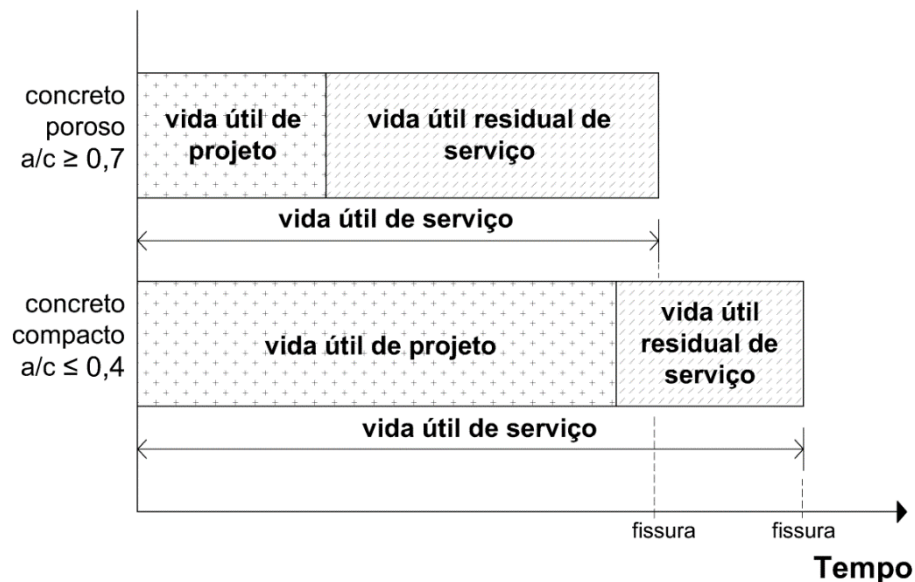 concreto
poroso
a/c ≥ 0,7
vida útil de
projeto
vida útil residual de
serviço
vida útil de serviço
concreto
compacto
a/c ≤ 0,4
vida útil de projeto
vida útil
residual de
serviço
vida útil de serviço
fissura
fissura
Tempo